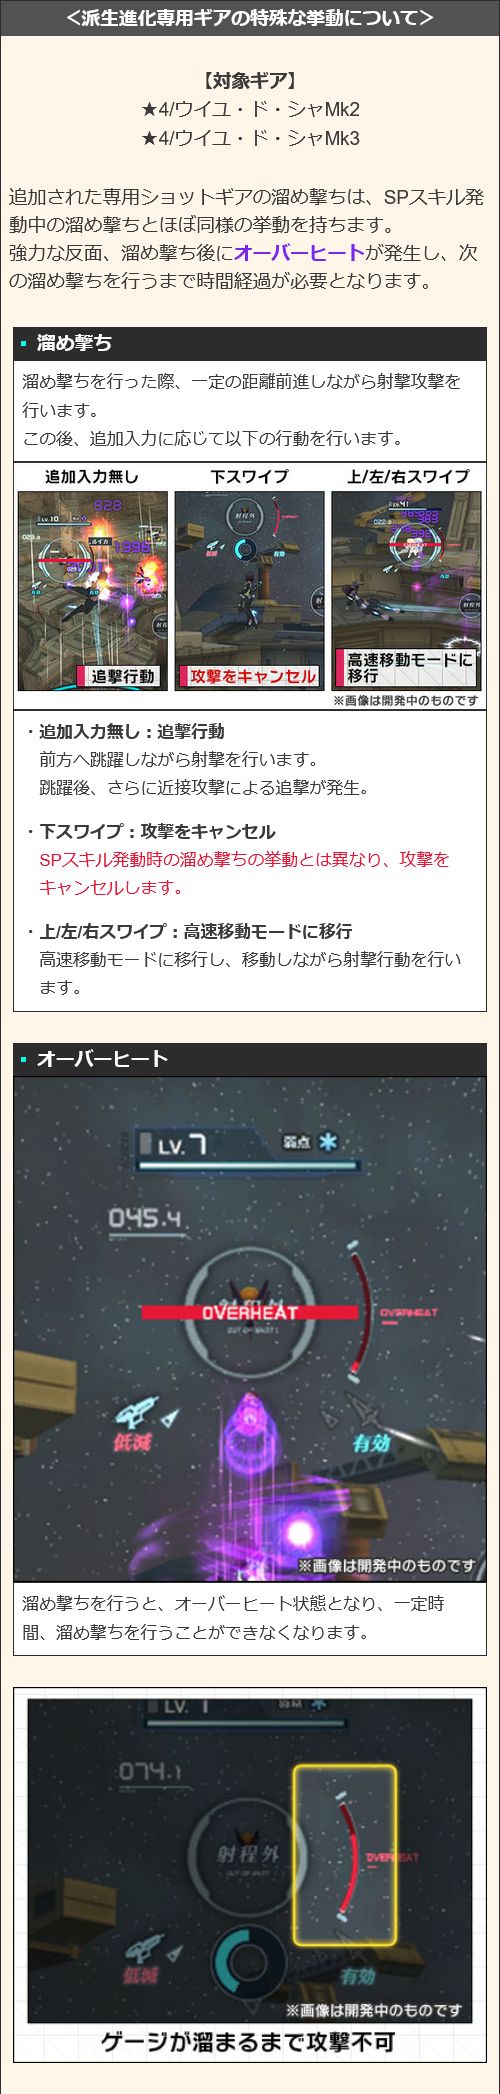 ＜派生進化専用ギアの特殊な挙動について＞
【対象ギア】
★4/ウイユ・ド・シャMk2
★4/ウイユ・ド・シャMk3
追加された専用ショットギアの溜め撃ちは、SPスキル発
動中の溜め撃ちとほぼ同様の挙動を持ちます。
強力な反面、溜め撃ち後にオーバーヒートが発生し、次
の溜め撃ちを行うまで時間経過が必要となります。
溜め撃ち
溜め撃ちを行った際、一定の距離前進しながら射撃攻撃を
行います。
この後、追加入力に応じて以下の行動を行います。
追加入力無し
下スワイプ
上/左/右スワイプ
LV.10
828
1996
有効
追撃行動
射程外
OVERHEAT
低減
有効
攻撃をキャンセル
LV.41
383
有効
高速移動モードに
移行
※画像は開発中のものです
・追加入力無し：追撃行動
前方へ跳躍しながら射撃を行います。
跳躍後、さらに近接攻撃による追撃が発生。
・下スワイプ：攻撃をキャンセル
SPスキル発動時の溜め撃ちの挙動とは異なり、攻撃を
キャンセルします。
・上/左/右スワイプ：高速移動モードに移行
高速移動モードに移行し、移動しながら射撃行動を行い
ます。
オーバーヒート
LV.7
弱点
045.4
OVERHEAT
OUT OF SHOT!
OVERHEAT
低減
有効
※画像は開発中のものです
溜め撃ちを行うと、オーバーヒート状態となり、一定時
間、溜め撃ちを行うことができなくなります。
弱点
074.1
射程外
OUT OF SHOT
OVERHEAT
低減
有効
※画像は開発中のものです
ゲージが溜まるまで攻撃不可